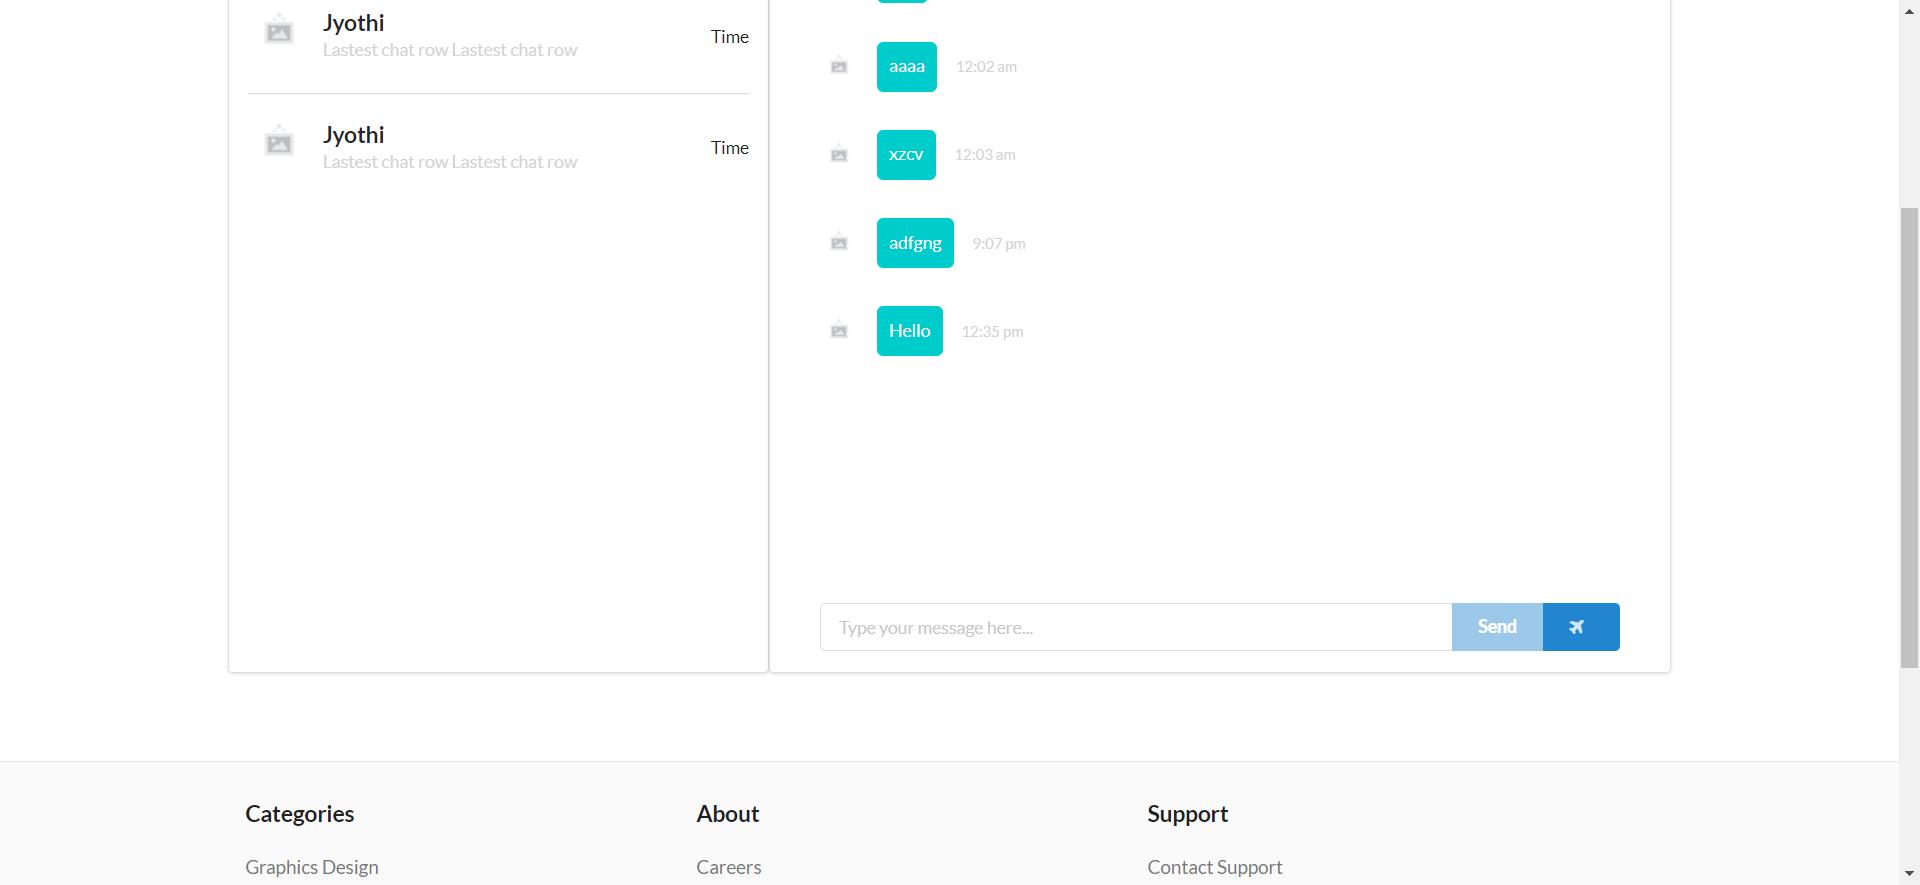 Jyothi
Lastest chat row Lastest chat row
Time
Jyothi
Lastest chat row Lastest chat row
Time
aaaa
12:02 am
xzcv
12:03 am
adfgng
9:07 pm
Hello
12:35 pm
Type your message here...
Send
Categories
About
Support
Graphics Design
Careers
Contact Support